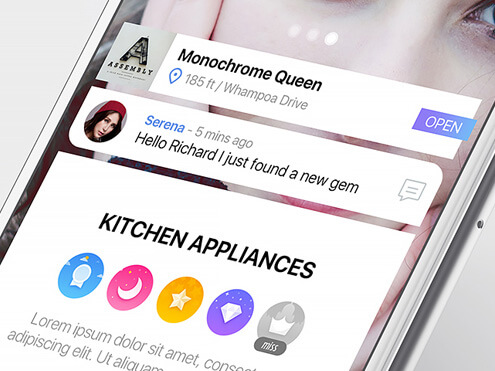 A
ASSEMBLY
Monochrome Queen
185 ft / Whampoa Drive
OPEN
Serena - 5 mins ago
Hello Richard I just found a new gem
KITCHEN APPLIANCES
miss
Lorem ipsum dolor sit amet, consect
adipiscing elit. Ut aliquam